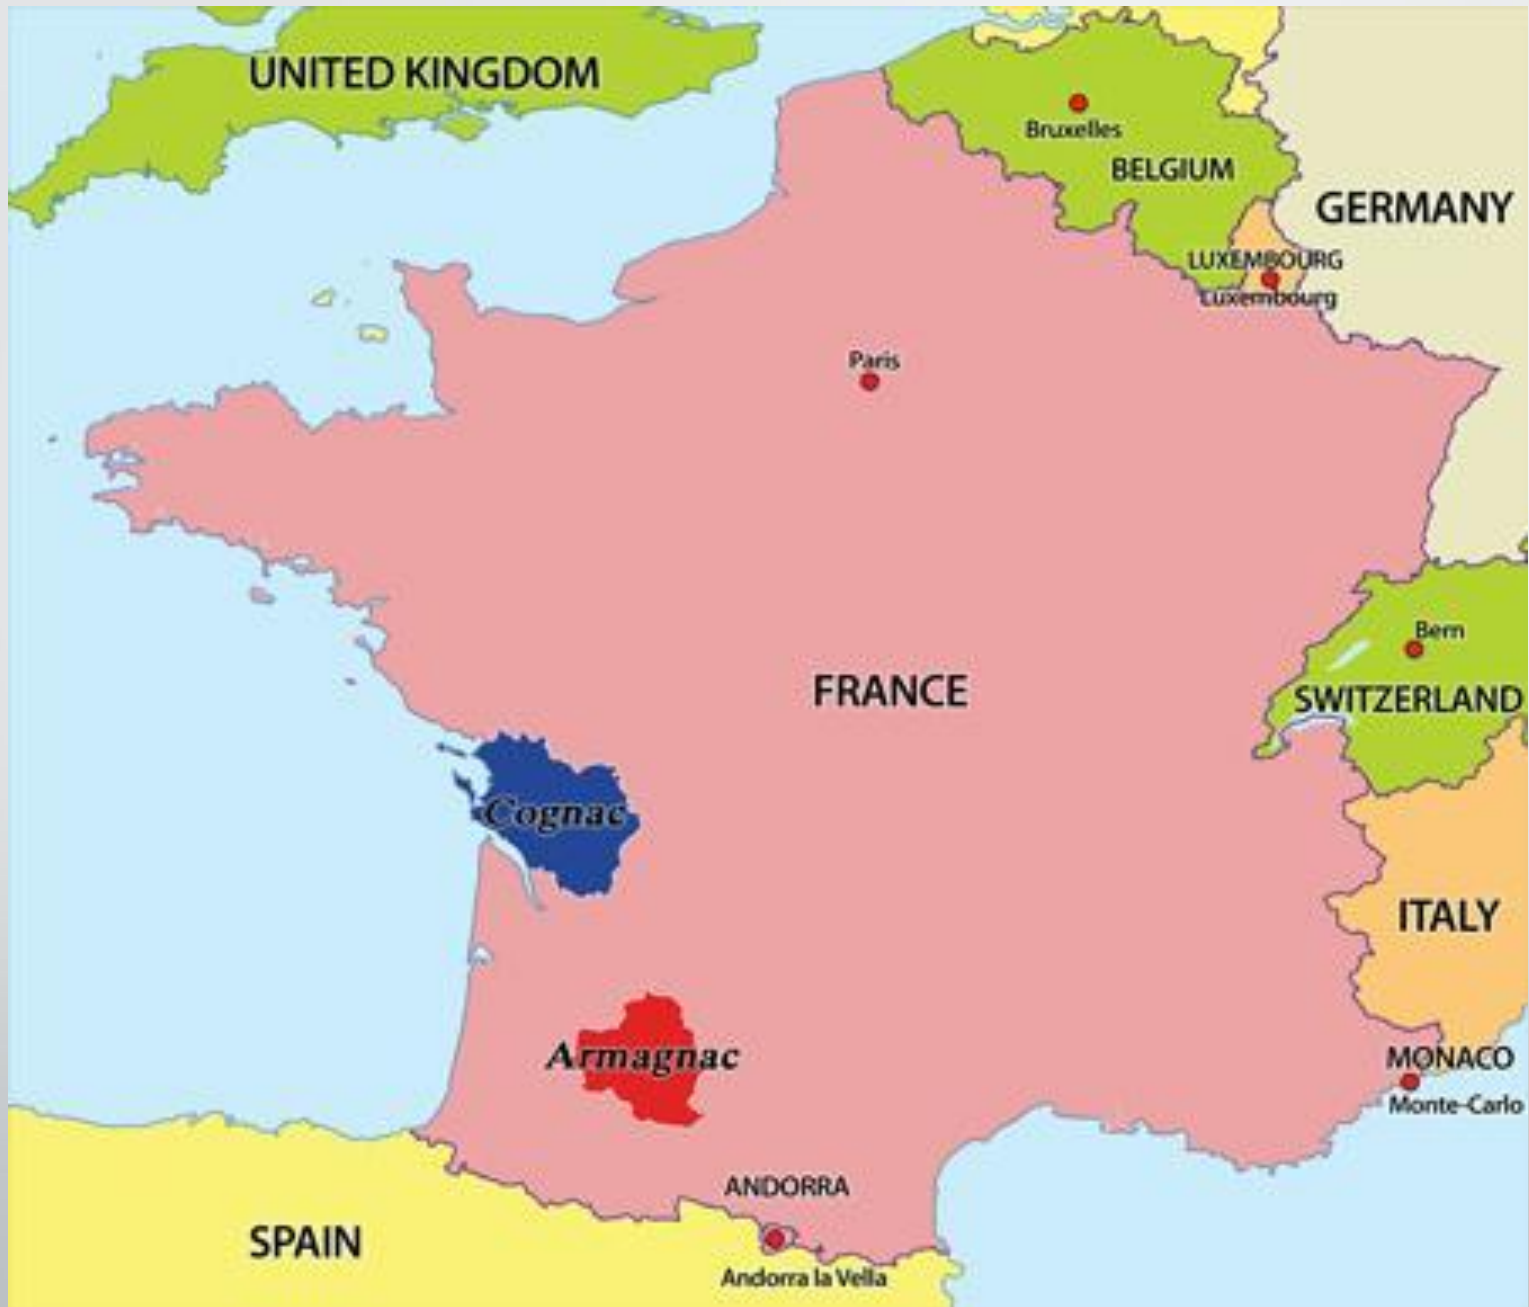 UNITED KINGDOM
Bruxelles
BELGIUM
GERMANY
LUXEMBOURG
Luxembourg
Paris
Bern
FRANCE
SWITZERLAND
Cognac
ITALY
Armagnac
MONACO
Monte-Carlo
ANDORRA
SPAIN
Andorra la Vella